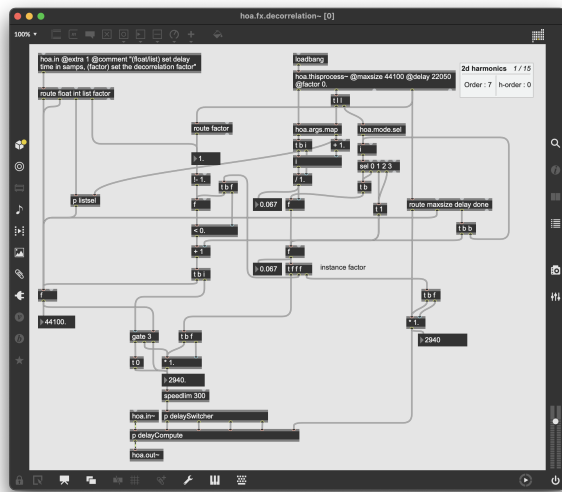 hoa.fx.decorrelation~ [0]
100%
hoa.in @extra 1 @comment "(float/list) set delay
time in samps, (factor) set the decorrelation factor"
loadbang
hoa.thisprocess~ @maxsize 44100 @delay 22050
@factor 0.
2d harmonics 1 / 15
Order : 7 h-order : 0
route float int list factor
t l l
route factor
hoa.args.map
hoa.mode.sel
1.
t b i
+ 1.
i
sel 0 1 2 3
!- 1.
t b f
/ 1.
t b
p listsel
f
0.067
f
t 1
route maxsize delay done
< 0.
t b b
+ 1
f
t b i
0.067
t f f f
instance factor
f
t b f
44100.
* 1.
gate 3
t b f
2940
t 0
* 1.
2940.
speedlim 300
hoa.in~
p delaySwitcher
p delayCompute
hoa.out~